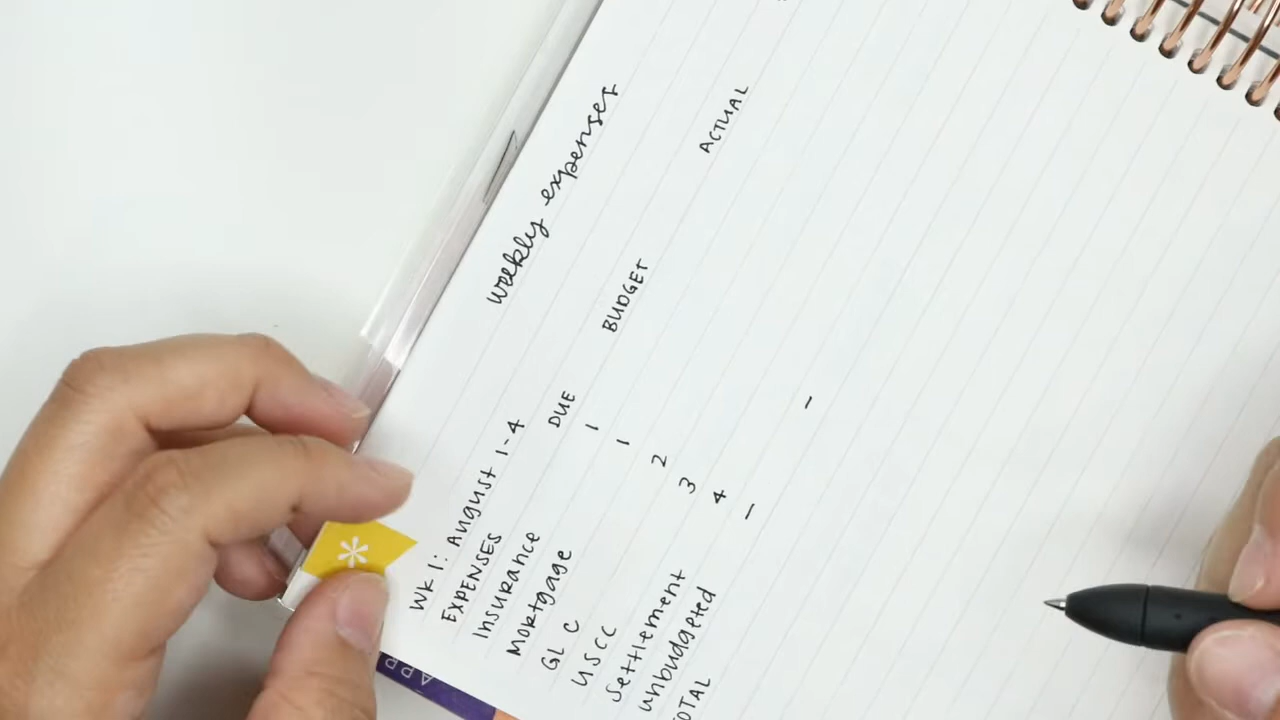 weekly expenses
WK 1: August 1-4
EXPENSES DUE BUDGET ACTUAL
Insurance 1
Mortgage 1
GL C 2
USCC 3
Settlement 4
unbudgeted — —
TOTAL